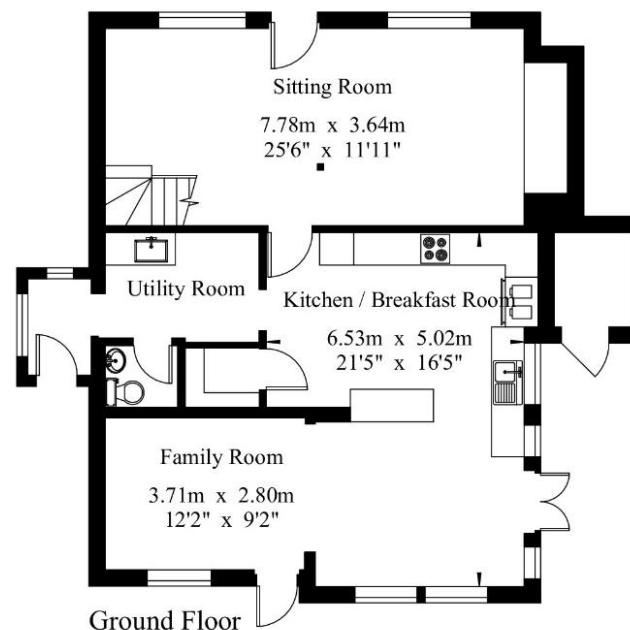 Sitting Room
7.78m x 3.64m
25'6" x 11'11"
Utility Room
Kitchen / Breakfast Room
6.53m x 5.02m
21'5" x 16'5"
Family Room
3.71m x 2.80m
12'2" x 9'2"
Ground Floor